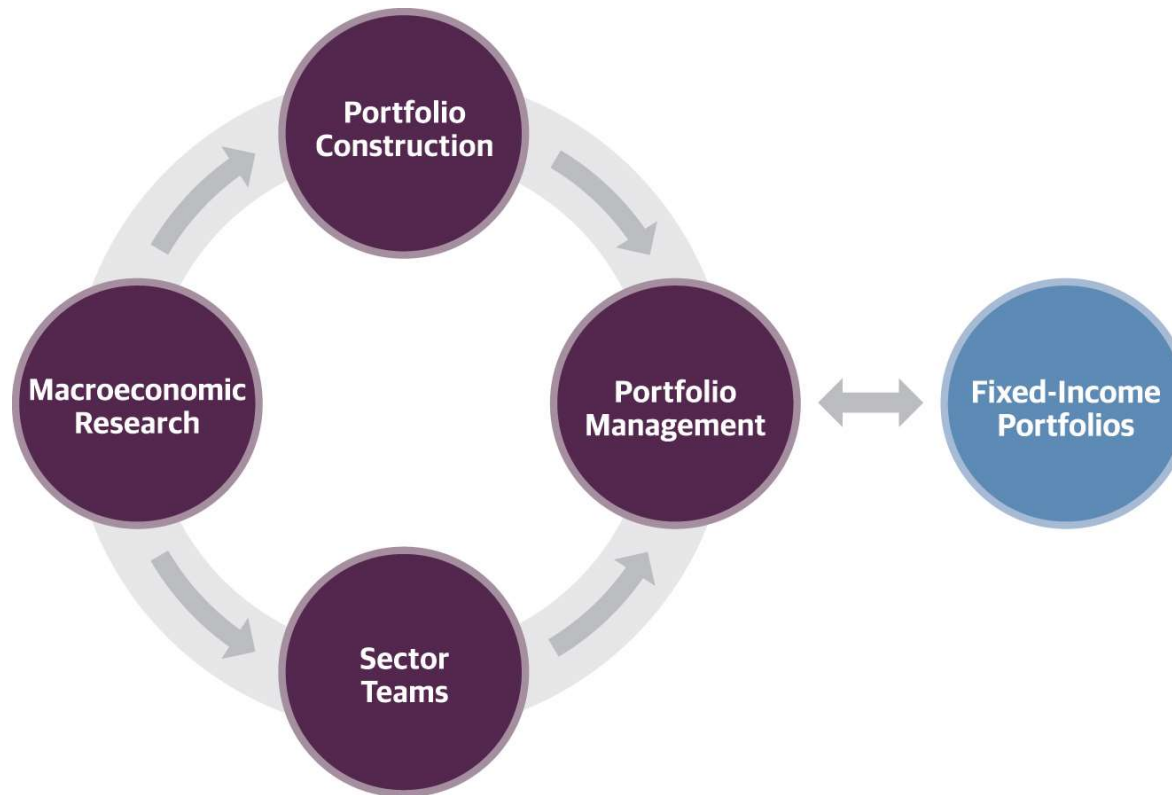 Portfolio
Construction
Macroeconomic
Research
Portfolio
Management
Fixed-Income
Portfolios
Sector
Teams